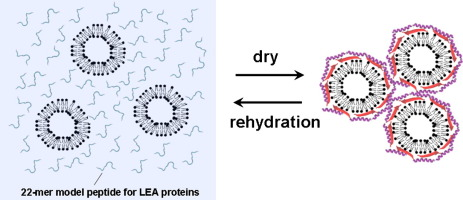 dry
rehydration
22-mer model peptide for LEA proteins